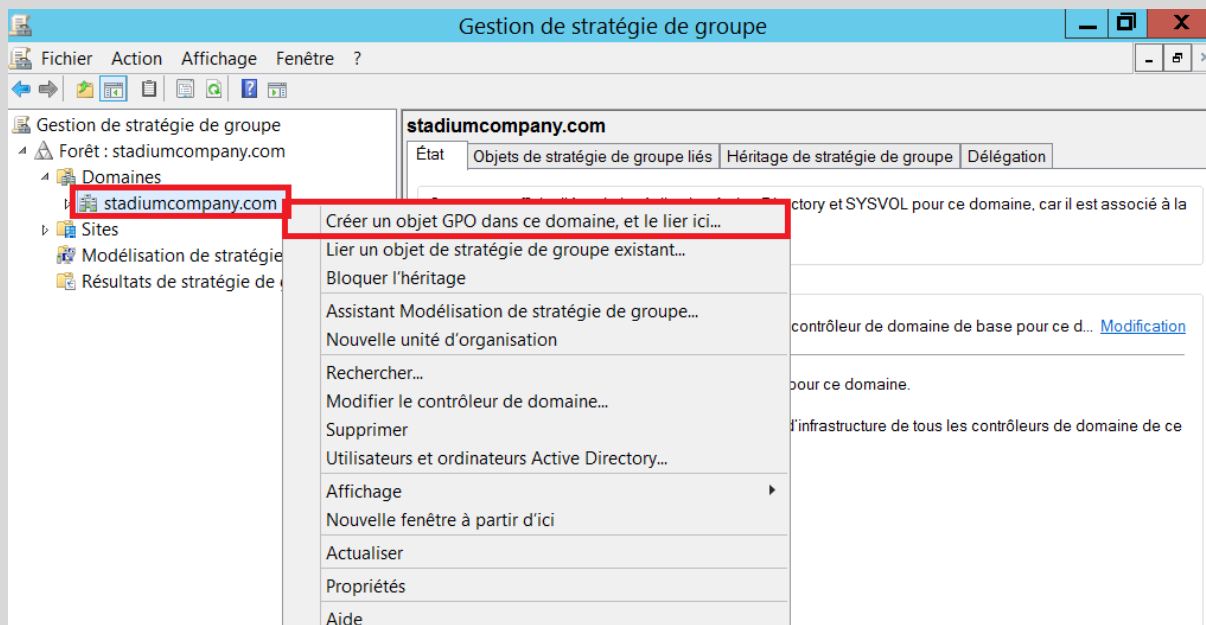 Gestion de stratégie de groupe
Fichier Action Affichage Fenêtre ?
Gestion de stratégie de groupe
Forêt : stadiumcompany.com
Domaines
stadiumcompany.com
Sites
Modélisation de stratégie
Résultats de stratégie de
stadiumcompany.com
État
Objets de stratégie de groupe liés
Héritage de stratégie de groupe
Délégation
Directory et SYSVOL pour ce domaine, car il est associé à la
contrôleur de domaine de base pour ce d... Modification
pour ce domaine.
d'infrastructure de tous les contrôleurs de domaine de ce
Créer un objet GPO dans ce domaine, et le lier ici...
Lier un objet de stratégie de groupe existant...
Bloquer l'héritage
Assistant Modélisation de stratégie de groupe...
Nouvelle unité d'organisation
Rechercher...
Modifier le contrôleur de domaine...
Supprimer
Utilisateurs et ordinateurs Active Directory...
Affichage
Nouvelle fenêtre à partir d'ici
Actualiser
Propriétés
Aide